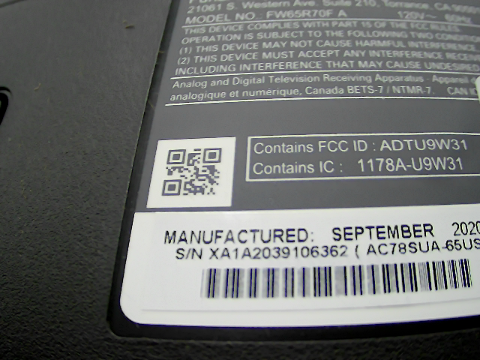 21061 S. Western Ave. Suite 210, Torrance, CA 9050
MODEL NO. FW65R70F A 120V~ 60Hz
THIS DEVICE COMPLIES WITH PART 15 OF THE FCC
OPERATION IS SUBJECT TO THE FOLLOWING TWO
(1) THIS DEVICE MAY NOT CAUSE HARMFUL INTERFERENCE
(2) THIS DEVICE MUST ACCEPT ANY INTERFERENCE
INCLUDING INTERFERENCE THAT MAY CAUSE UNDESIRED
Analog and Digital Television Receiving Apparatus
analogique et numérique, Canada BETS-7 / NTMR-7. CAN
Contains FCC ID : ADTU9W31
Contains IC : 1178A-U9W31
MANUFACTURED: SEPTEMBER 2020
S/N XA1A2039106362 ( AC78SUA-65US